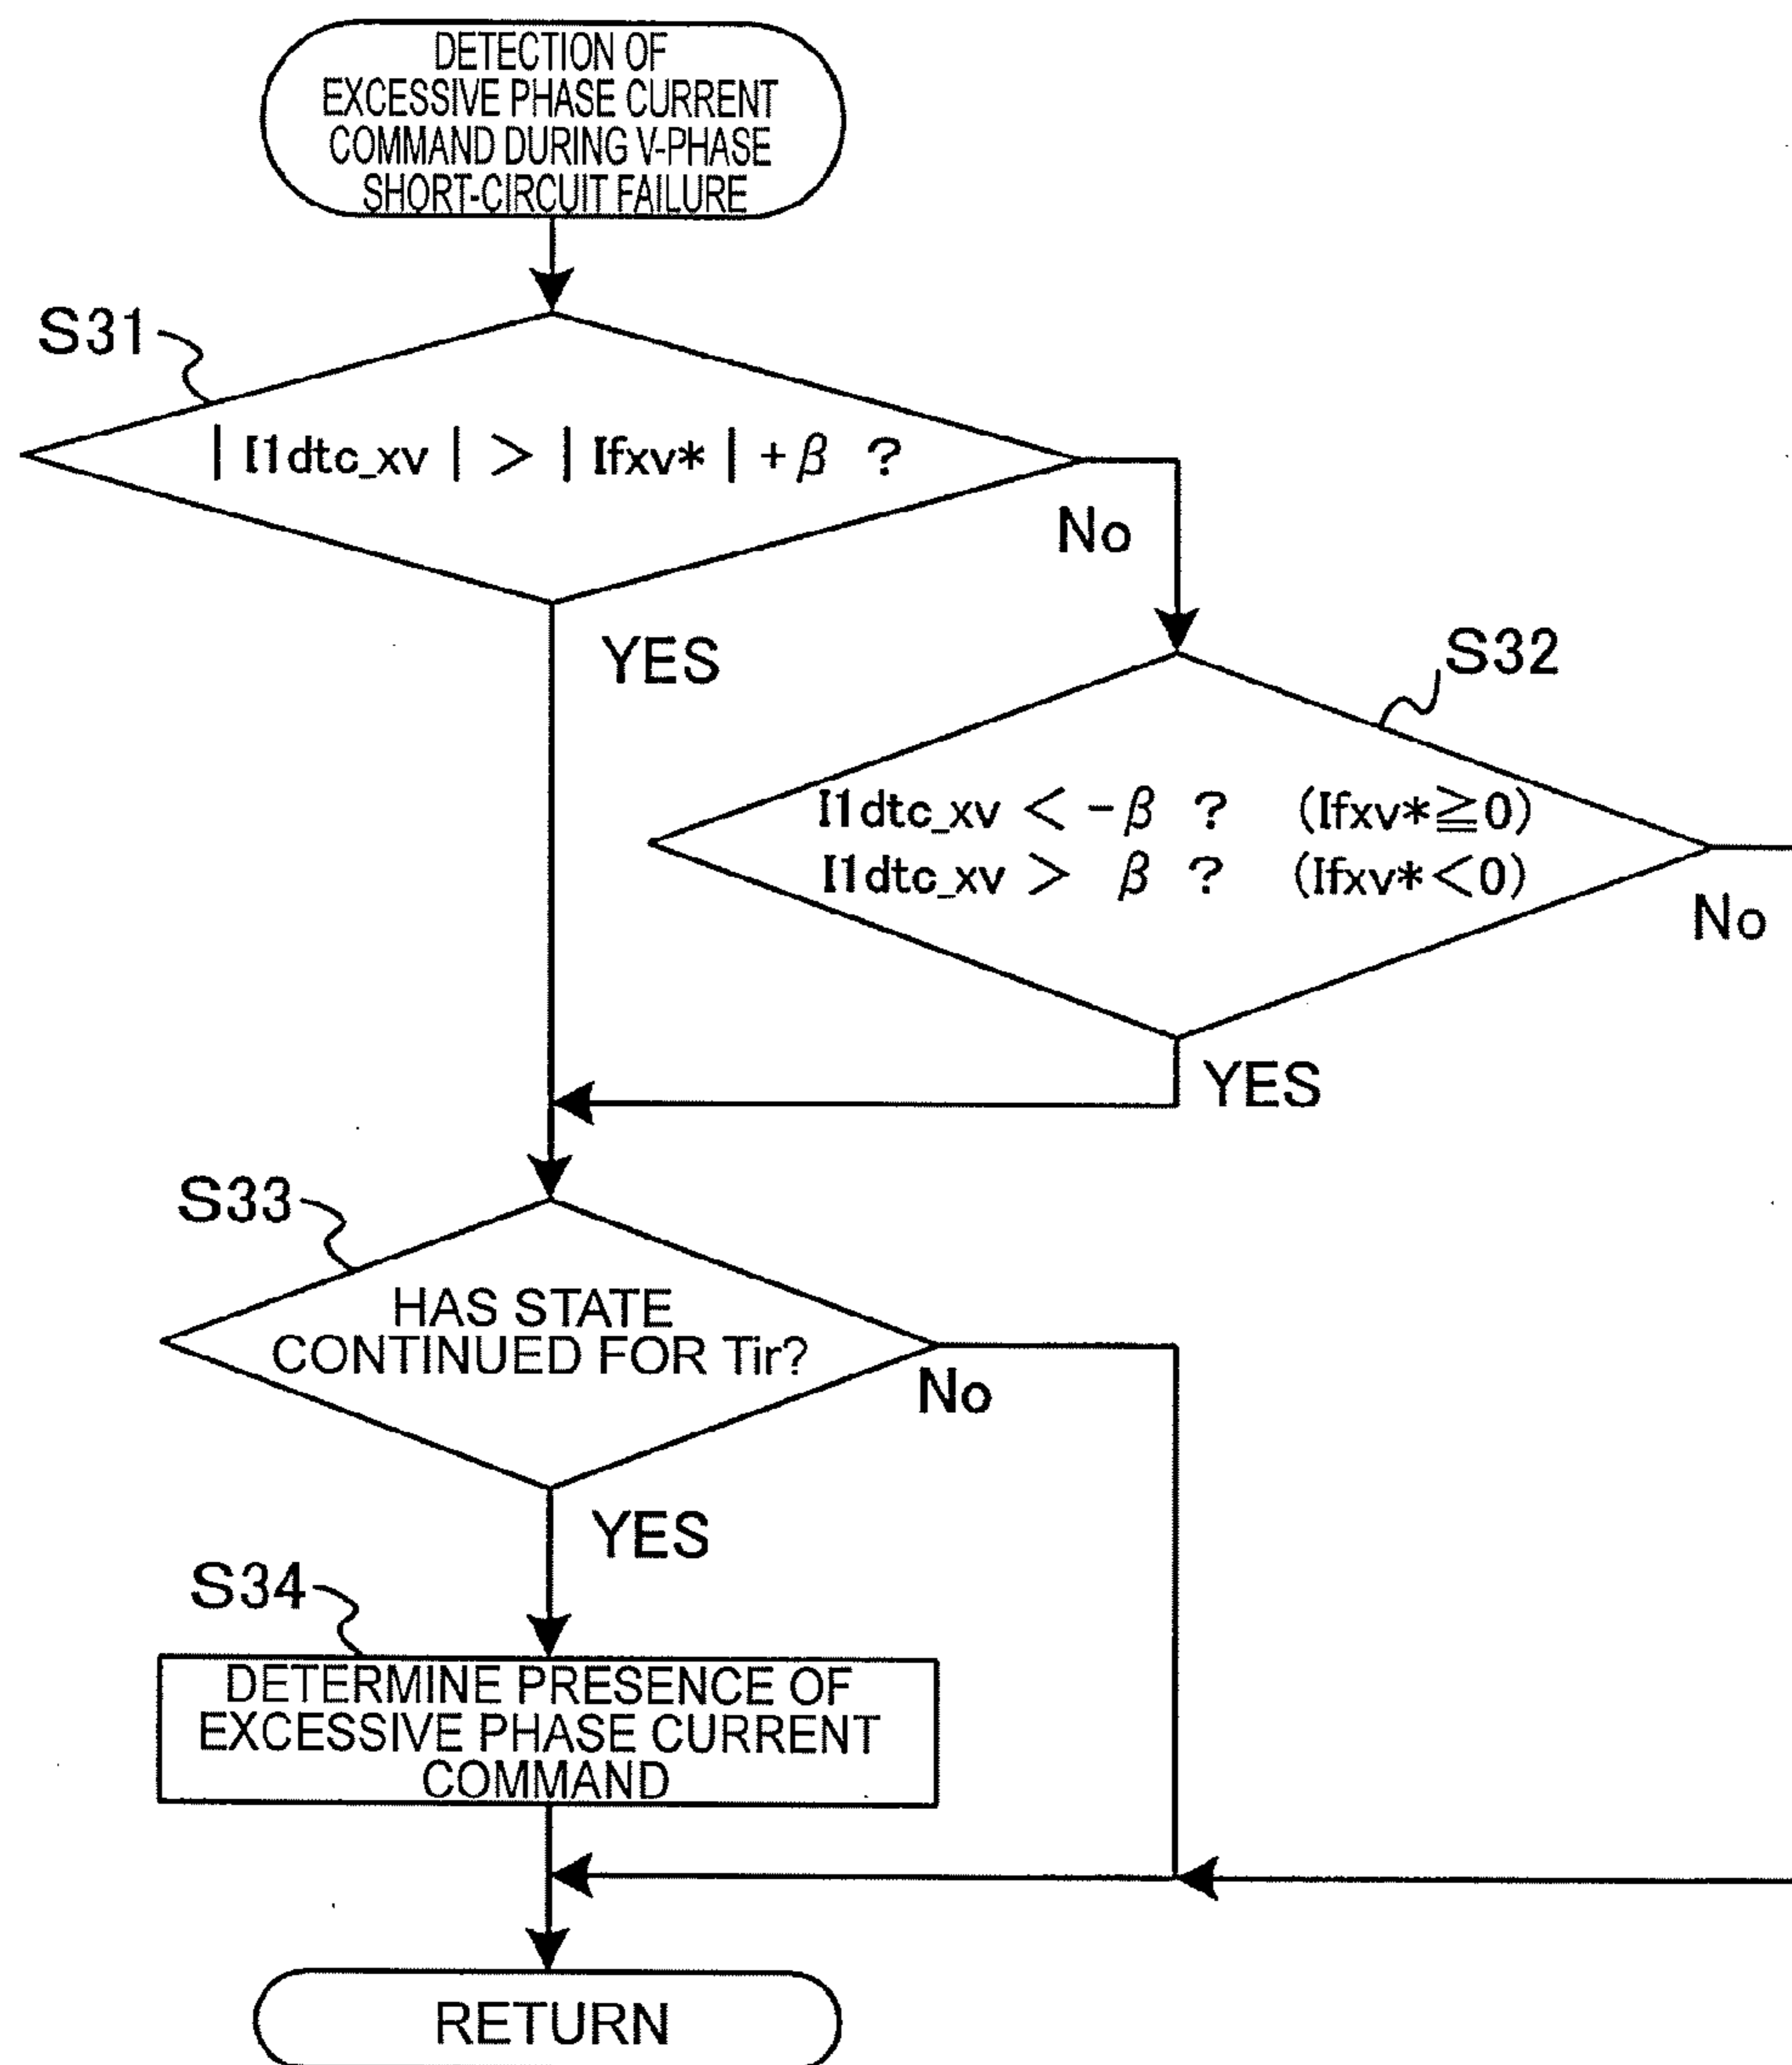 DETECTION OF
EXCESSIVE PHASE CURRENT
COMMAND DURING V-PHASE
SHORT-CIRCUIT FAILURE
S31
| I1dtc_xv | > | Ifxv* | + β ?
No
YES
S32
I1dtc_xv < - β ? (Ifxv*≧0)
I1dtc_xv > β ? (Ifxv*<0)
No
YES
S33
HAS STATE
CONTINUED FOR Tir?
No
YES
S34
DETERMINE PRESENCE OF
EXCESSIVE PHASE CURRENT
COMMAND
RETURN